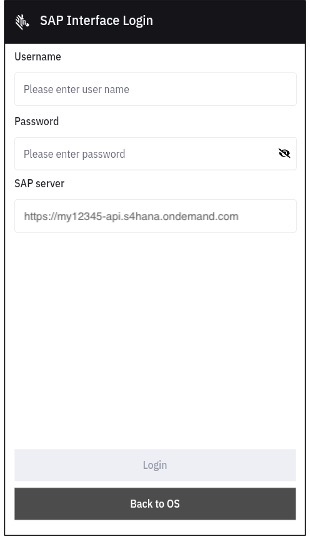 SAP Interface Login
Username
Please enter user name
Password
Please enter password
SAP server
https://my12345-api.s4hana.ondemand.com
Login
Back to OS